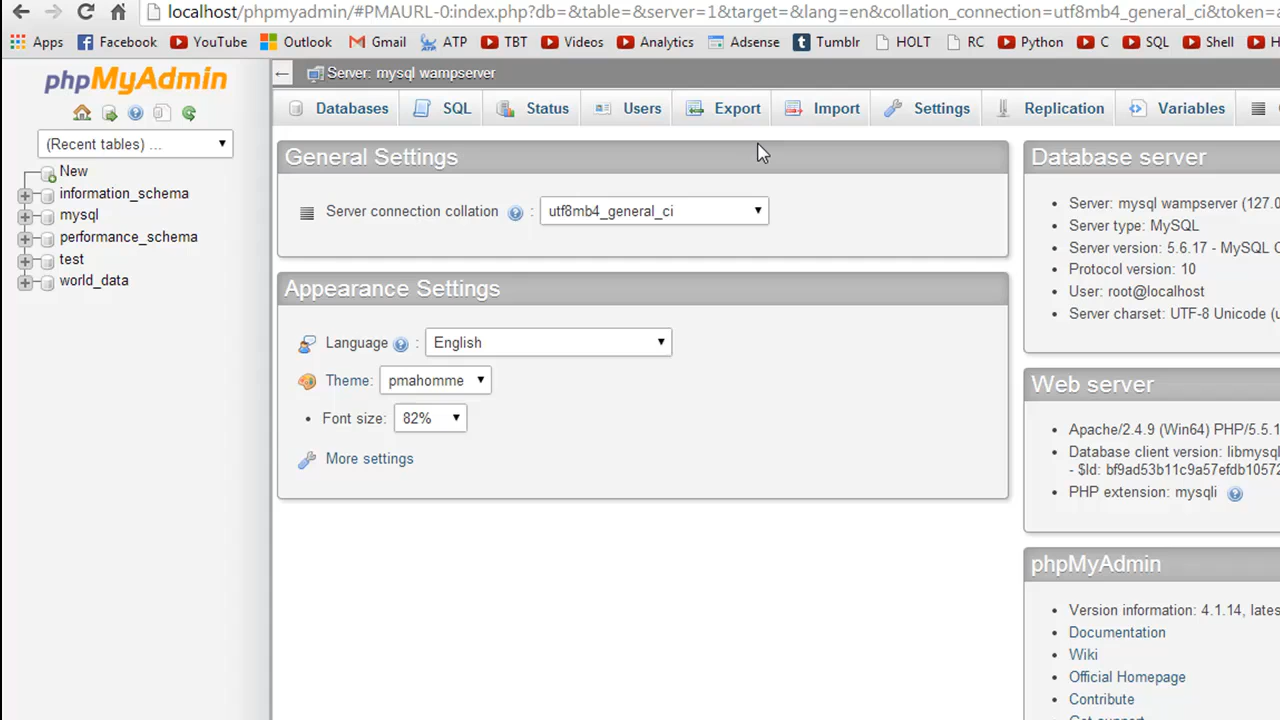 localhost/phpmyadmin/#PMAURL-0:index.php?db=&table=&server=1&target=&lang=en&collation_connection=utf8mb4_general_ci&token=
Apps Facebook YouTube Outlook Gmail ATP TBT Videos Analytics Adsense Tumblr HOLT RC Python C SQL Shell H
phpMyAdmin
Server: mysql wampserver
Databases SQL Status Users Export Import Settings Replication Variables
(Recent tables) ...
New
information_schema
mysql
performance_schema
test
world_data
General Settings
Server connection collation : utf8mb4_general_ci
Appearance Settings
Language : English
Theme: pmahomme
• Font size: 82%
More settings
Database server
• Server: mysql wampserver (127.0
• Server type: MySQL
• Server version: 5.6.17 - MySQL C
• Protocol version: 10
• User: root@localhost
• Server charset: UTF-8 Unicode (u
Web server
• Apache/2.4.9 (Win64) PHP/5.5.1
• Database client version: libmysql
- $Id: bf9ad53b11c9a57efdb10572
• PHP extension: mysqli
phpMyAdmin
• Version information: 4.1.14, lates
• Documentation
• Wiki
• Official Homepage
• Contribute
• Get support